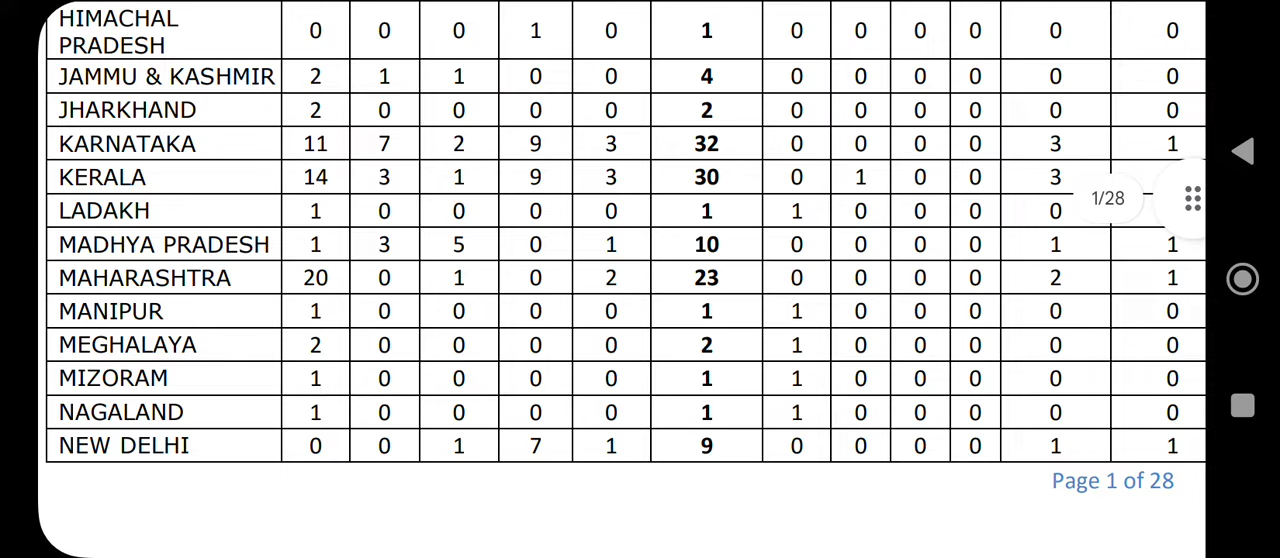 HIMACHAL
PRADESH 0 0 0 1 0 1 0 0 0 0 0 0
JAMMU & KASHMIR 2 1 1 0 0 4 0 0 0 0 0 0
JHARKHAND 2 0 0 0 0 2 0 0 0 0 0 0
KARNATAKA 11 7 2 9 3 32 0 0 0 0 3 1
KERALA 14 3 1 9 3 30 0 1 0 0 3
1/28
LADAKH 1 0 0 0 0 1 1 0 0 0 0
MADHYA PRADESH 1 3 5 0 1 10 0 0 0 0 1 1
MAHARASHTRA 20 0 1 0 2 23 0 0 0 0 2 1
MANIPUR 1 0 0 0 0 1 1 0 0 0 0 0
MEGHALAYA 2 0 0 0 0 2 1 0 0 0 0 0
MIZORAM 1 0 0 0 0 1 1 0 0 0 0 0
NAGALAND 1 0 0 0 0 1 1 0 0 0 0 0
NEW DELHI 0 0 1 7 1 9 0 0 0 0 1 1
Page 1 of 28